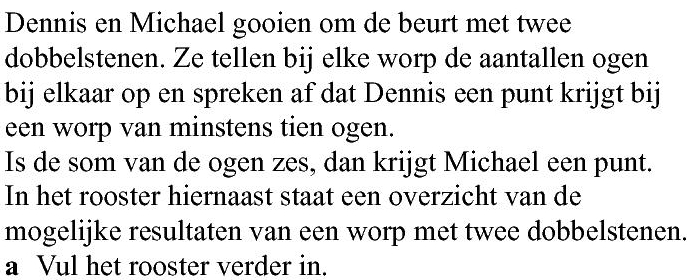 Dennis en Michael gooien om de beurt met twee
dobbelstenen. Ze tellen bij elke worp de aantallen ogen
bij elkaar op en spreken af dat Dennis een punt krijgt bij
een worp van minstens tien ogen.
Is de som van de ogen zes, dan krijgt Michael een punt.
In het rooster hiernaast staat een overzicht van de
mogelijke resultaten van een worp met twee dobbelstenen.
a Vul het rooster verder in.